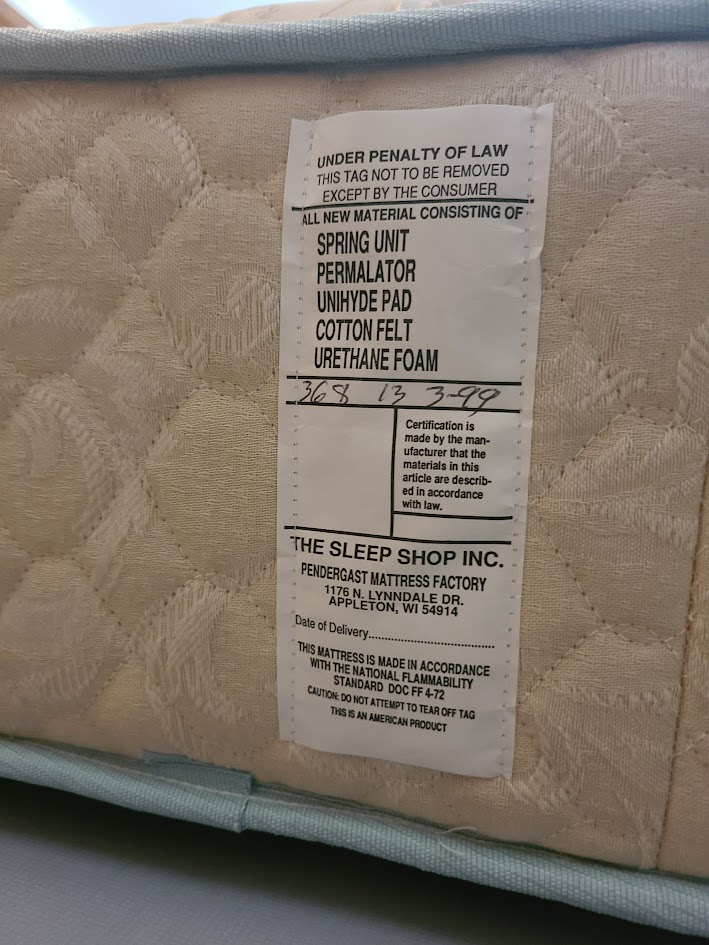 UNDER PENALTY OF LAW
THIS TAG NOT TO BE REMOVED
EXCEPT BY THE CONSUMER
ALL NEW MATERIAL CONSISTING OF
SPRING UNIT
PERMALATOR
UNIHYDE PAD
COTTON FELT
URETHANE FOAM
368 13 3-99
Certification is
made by the man-
ufacturer that the
materials in this
article are describ-
ed in accordance
with law.
THE SLEEP SHOP INC.
PENDERGAST MATTRESS FACTORY
1176 N. LYNNDALE DR.
APPLETON, WI 54914
Date of Delivery......................................
THIS MATTRESS IS MADE IN ACCORDANCE
WITH THE NATIONAL FLAMMABILITY
STANDARD DOC FF 4-72
CAUTION: DO NOT ATTEMPT TO TEAR OFF TAG
THIS IS AN AMERICAN PRODUCT